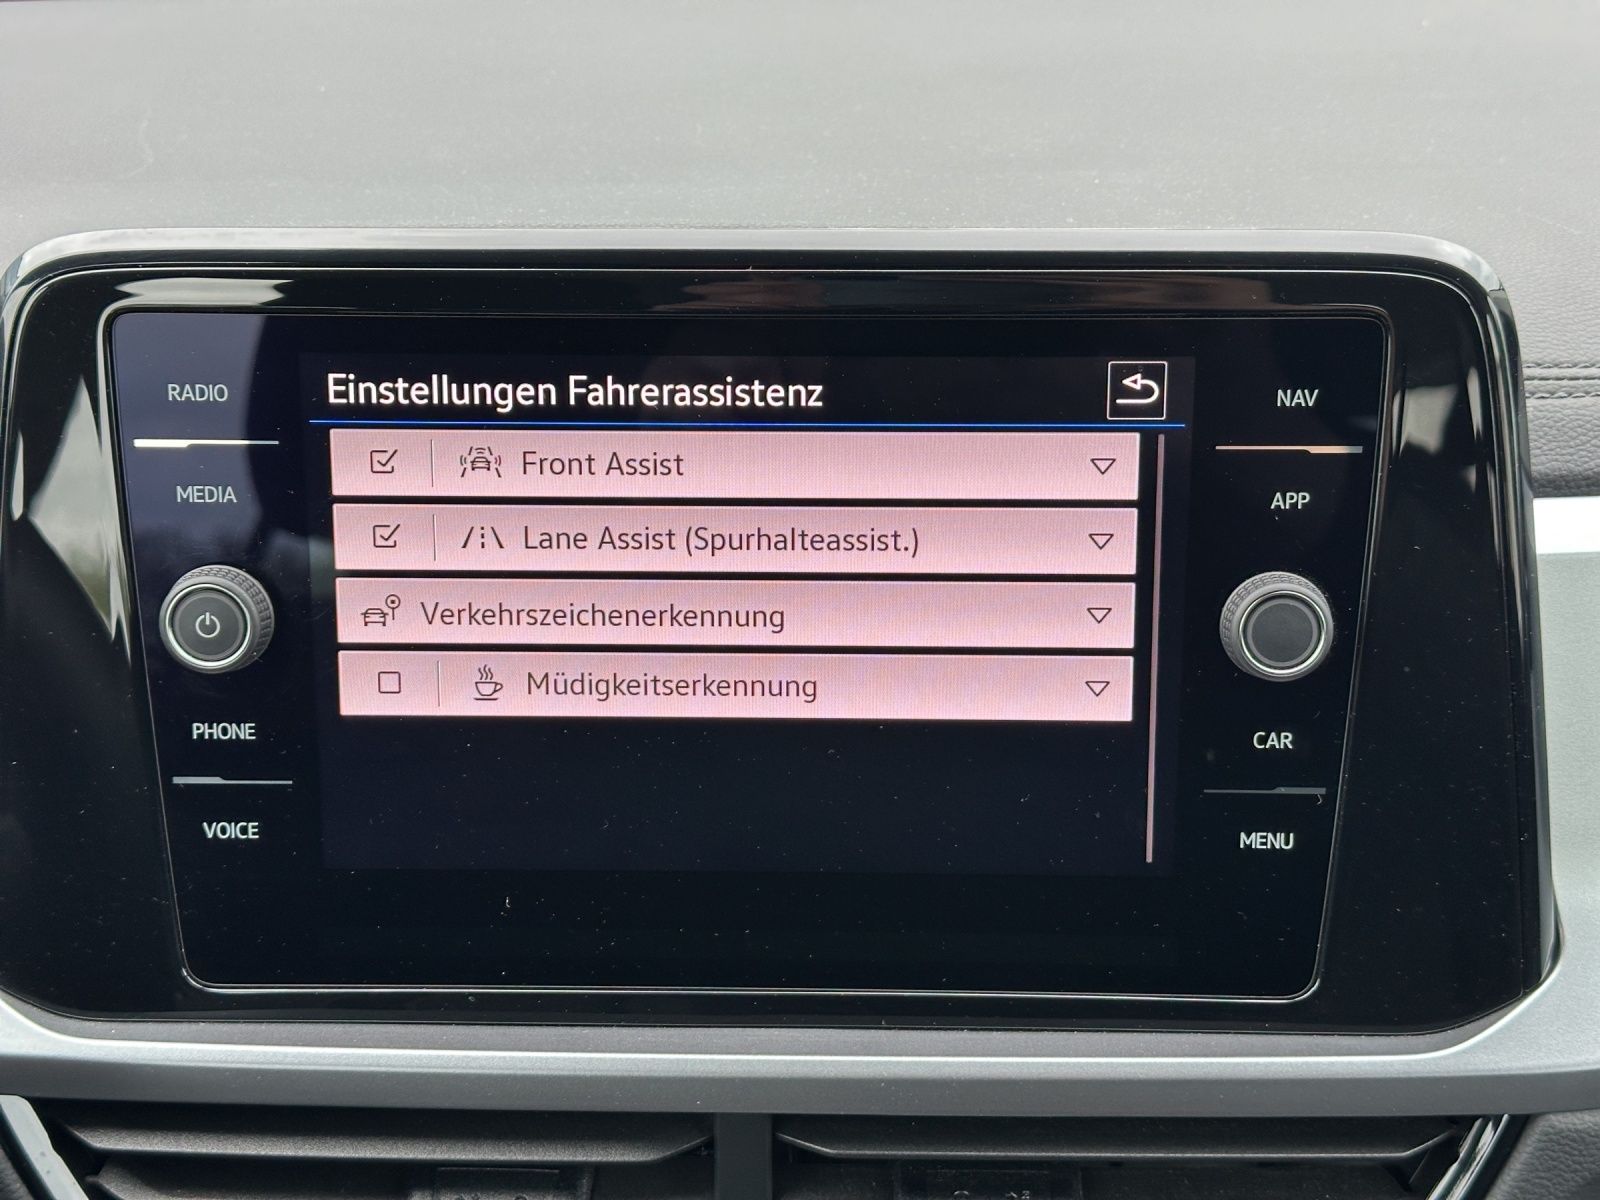 RADIO
MEDIA
PHONE
VOICE
Einstellungen Fahrerassistenz
Front Assist
Lane Assist (Spurhalteassist.)
Verkehrszeichenerkennung
Müdigkeitserkennung
NAV
APP
CAR
MENU